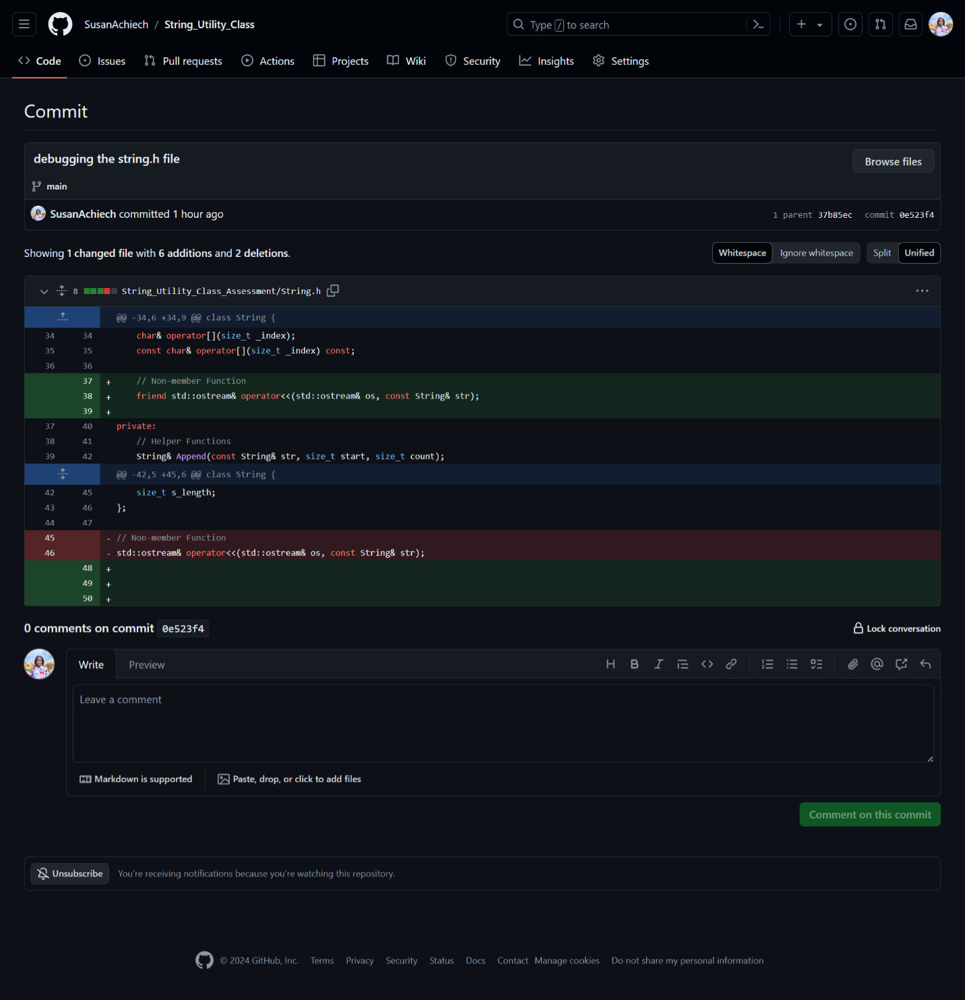 SusanAchiech / String_Utility_Class
Type / to search
Code Issues Pull requests Actions Projects Wiki Security Insights Settings
Commit
debugging the string.h file
Browse files
main
SusanAchiech committed 1 hour ago
1 parent 37b85ec commit 0e523f4
Showing 1 changed file with 6 additions and 2 deletions.
Whitespace Ignore whitespace Split Unified
8 String_Utility_Class_Assessment/String.h
@@ -34,6 +34,9 @@ class String {
34 34 char& operator[](size_t _index);
35 35 const char& operator[](size_t _index) const;
36 36
37 + // Non-member Function
38 + friend std::ostream& operator<<(std::ostream& os, const String& str);
39 +
37 40 private:
38 41 // Helper Functions
39 42 String& Append(const String& str, size_t start, size_t count);
@@ -42,5 +45,6 @@ class String {
42 45 size_t s_length;
43 46 };
44 47
45 - // Non-member Function
46 - std::ostream& operator<<(std::ostream& os, const String& str);
48 +
49 +
50 +
0 comments on commit 0e523f4
Lock conversation
Write Preview
Leave a comment
Markdown is supported
Paste, drop, or click to add files
Comment on this commit
Unsubscribe You're receiving notifications because you're watching this repository.
© 2024 GitHub, Inc. Terms Privacy Security Status Docs Contact Manage cookies Do not share my personal information